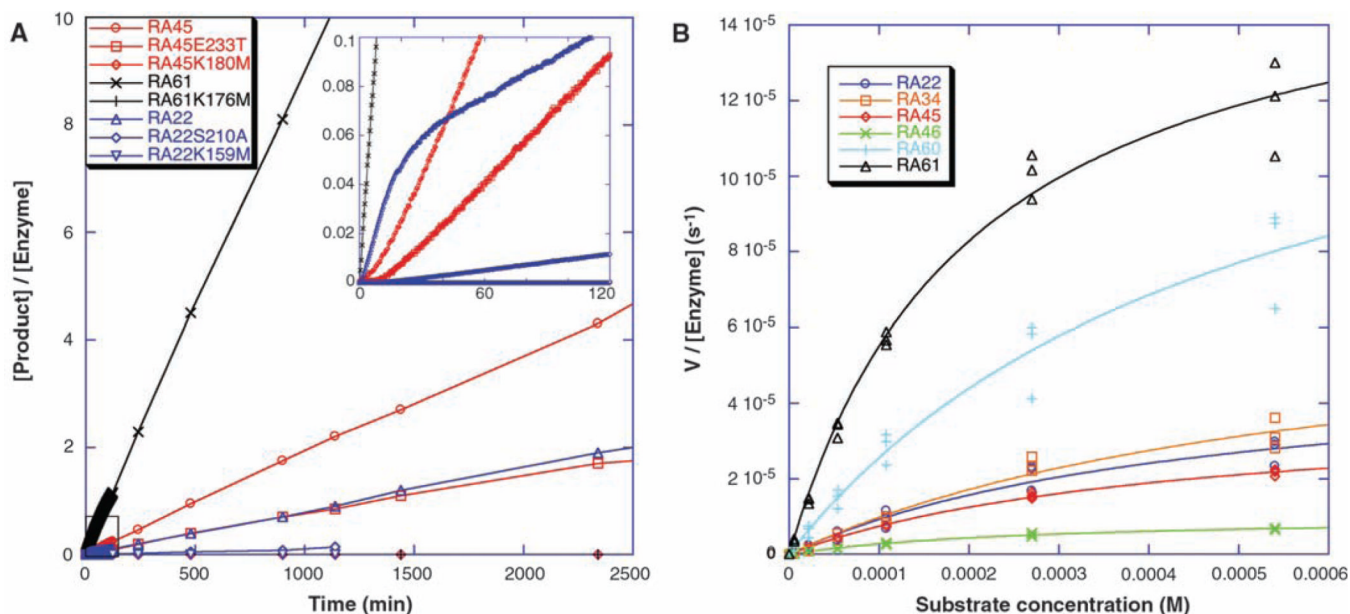 A
RA45
RA45E233T
RA45K180M
RA61
RA61K176M
RA22
RA22S210A
RA22K159M
10
8
6
4
2
0
[Product] / [Enzyme]
0.1
0.08
0.06
0.04
0.02
0
0
60
120
0
500
1000
1500
2000
2500
Time (min)
B
RA22
RA34
RA45
RA46
RA60
RA61
14 10-5
12 10-5
10 10-5
8 10-5
6 10-5
4 10-5
2 10-5
0
V / [Enzyme] (s-1)
0
0.0001
0.0002
0.0003
0.0004
0.0005
0.0006
Substrate concentration (M)